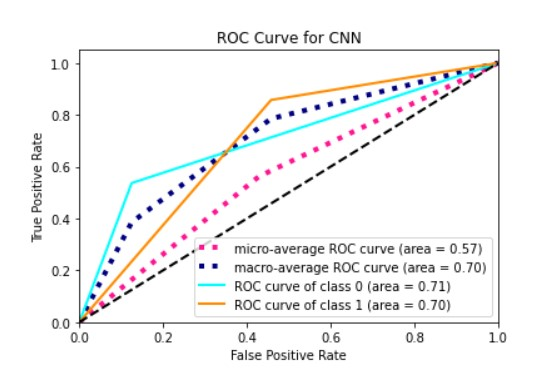 ROC Curve for CNN
1.0
0.8
0.6
0.4
0.2
0.0
True Positive Rate
micro-average ROC curve (area = 0.57)
macro-average ROC curve (area = 0.70)
ROC curve of class 0 (area = 0.71)
ROC curve of class 1 (area = 0.70)
0.0 0.2 0.4 0.6 0.8 1.0
False Positive Rate